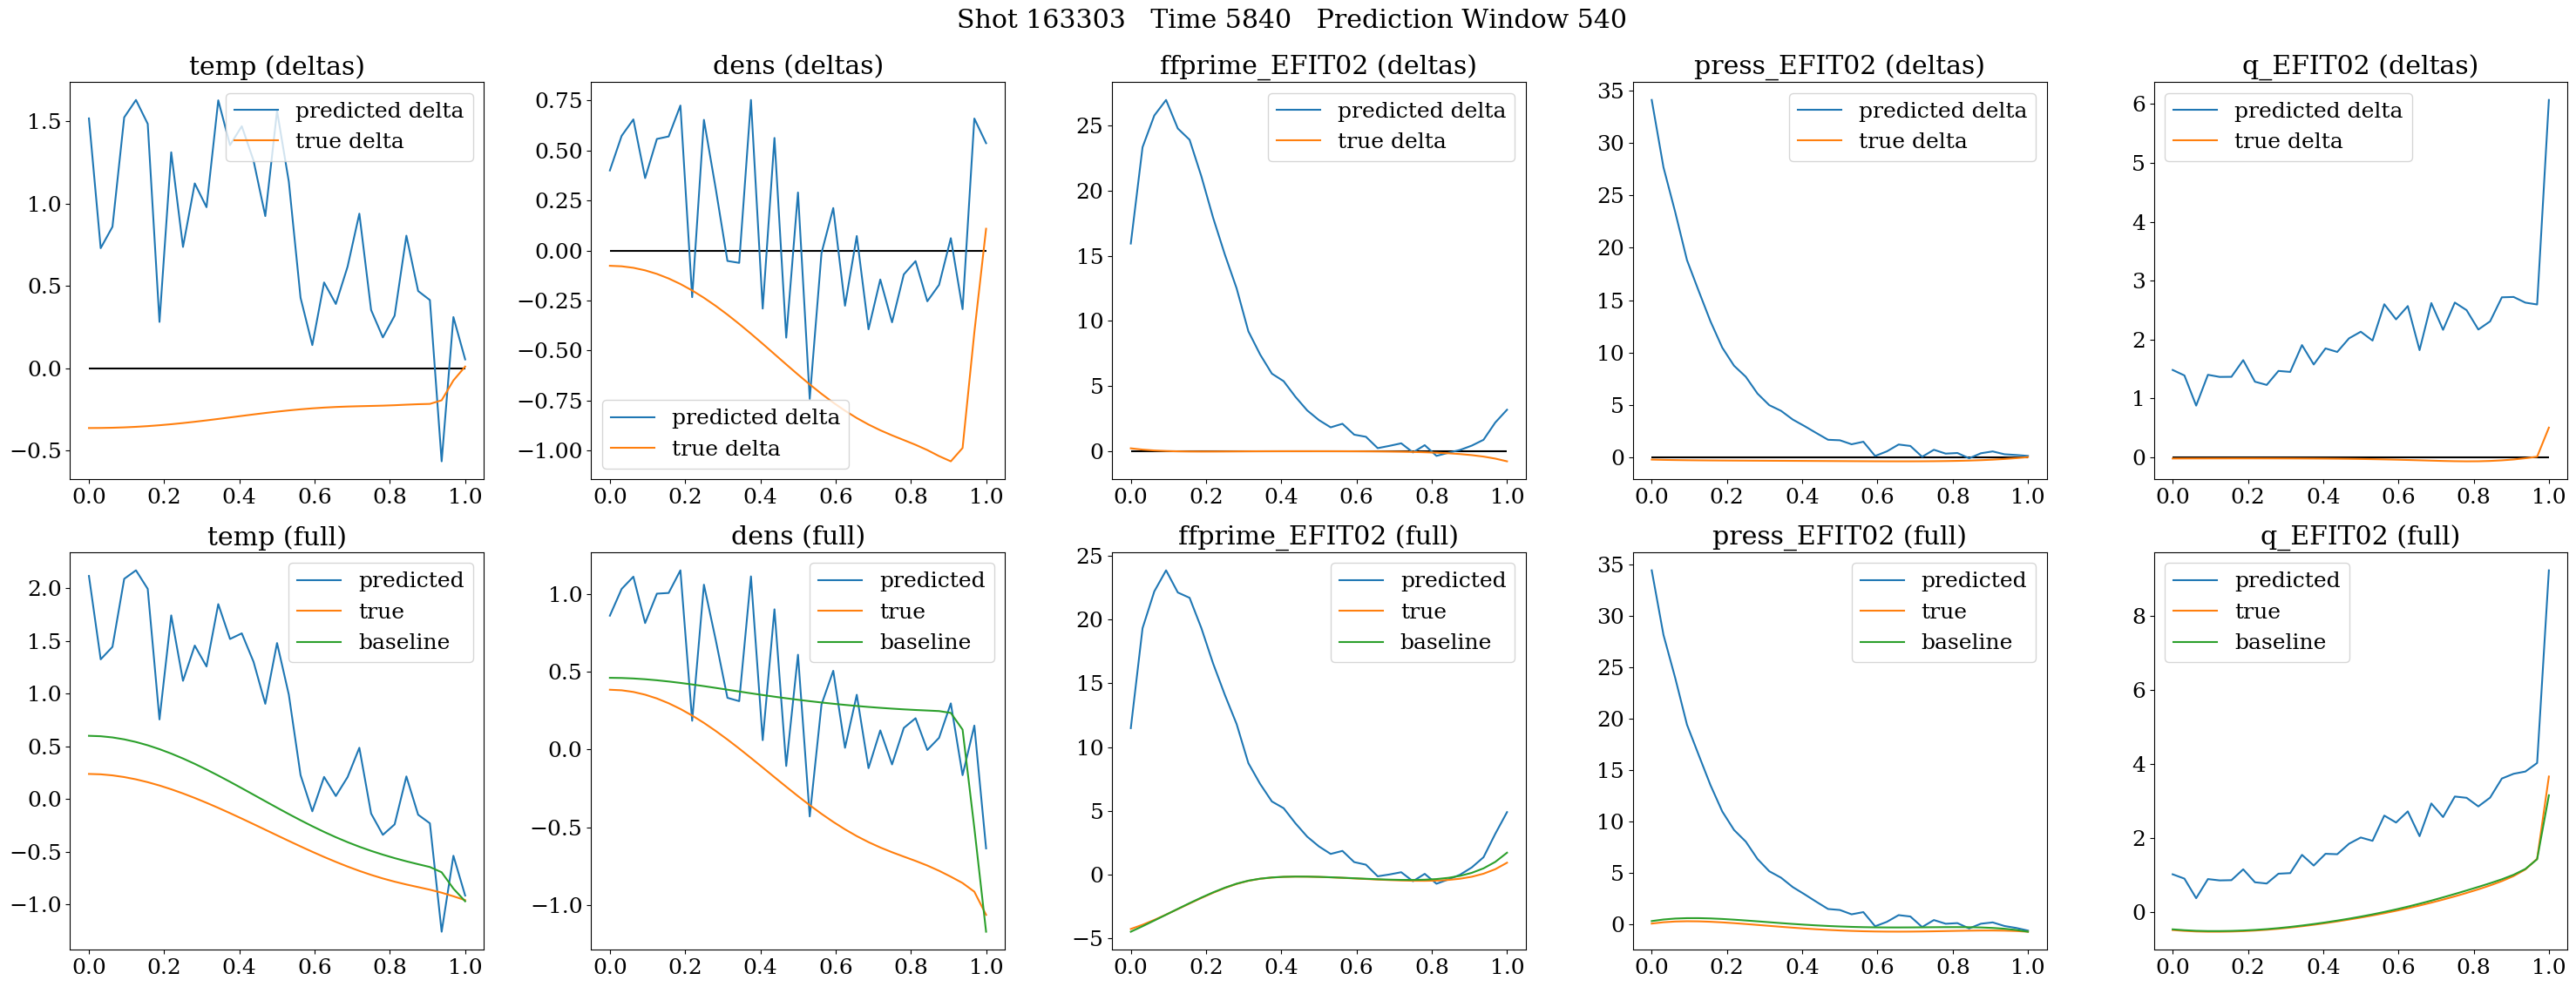 Shot 163303   Time 5840   Prediction Window 540
temp (deltas)
predicted delta
true delta
1.5
1.0
0.5
0.0
−0.5
0.0 0.2 0.4 0.6 0.8 1.0
dens (deltas)
0.75
0.50
0.25
0.00
−0.25
−0.50
−0.75
−1.00
predicted delta
true delta
0.0 0.2 0.4 0.6 0.8 1.0
ffprime_EFIT02 (deltas)
predicted delta
true delta
25
20
15
10
5
0
0.0 0.2 0.4 0.6 0.8 1.0
press_EFIT02 (deltas)
predicted delta
true delta
35
30
25
20
15
10
5
0
0.0 0.2 0.4 0.6 0.8 1.0
q_EFIT02 (deltas)
predicted delta
true delta
6
5
4
3
2
1
0
0.0 0.2 0.4 0.6 0.8 1.0
temp (full)
predicted
true
baseline
2.0
1.5
1.0
0.5
0.0
−0.5
−1.0
0.0 0.2 0.4 0.6 0.8 1.0
dens (full)
predicted
true
baseline
1.0
0.5
0.0
−0.5
−1.0
0.0 0.2 0.4 0.6 0.8 1.0
ffprime_EFIT02 (full)
predicted
true
baseline
25
20
15
10
5
0
−5
0.0 0.2 0.4 0.6 0.8 1.0
press_EFIT02 (full)
predicted
true
baseline
35
30
25
20
15
10
5
0
0.0 0.2 0.4 0.6 0.8 1.0
q_EFIT02 (full)
predicted
true
baseline
8
6
4
2
0
0.0 0.2 0.4 0.6 0.8 1.0